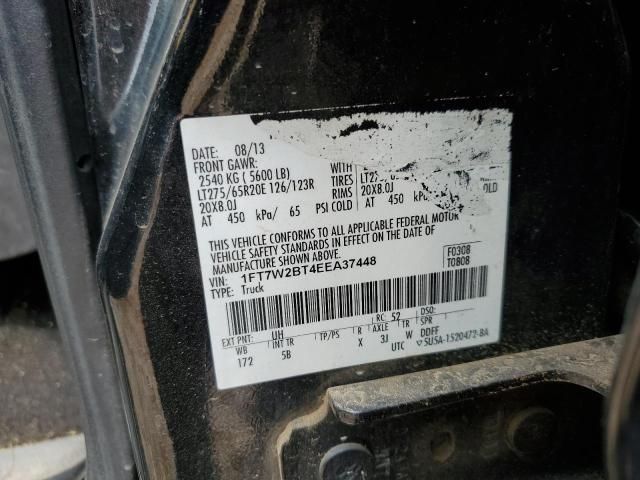 DATE: 08/13
FRONT GAWR: WITH
2540 KG ( 5600 LB) TIRES
LT275/65R20E 126/123R RIMS
20X8.0J 20X8.0J
AT 450 kPa/ 65 PSI COLD AT 450 OLD
THIS VEHICLE CONFORMS TO ALL APPLICABLE FEDERAL MOTOR
VEHICLE SAFETY STANDARDS IN EFFECT ON THE DATE OF
MANUFACTURE SHOWN ABOVE.
VIN: 1FT7W2BT4EEA37448
TYPE: Truck
F0308
T0808
EXT PNT: UH RC: 52 DSO:
WB INT TR TP/PS R AXLE TR SPR
172 5B X 3J W DDFF
UTC 5U5A-1520472-BA